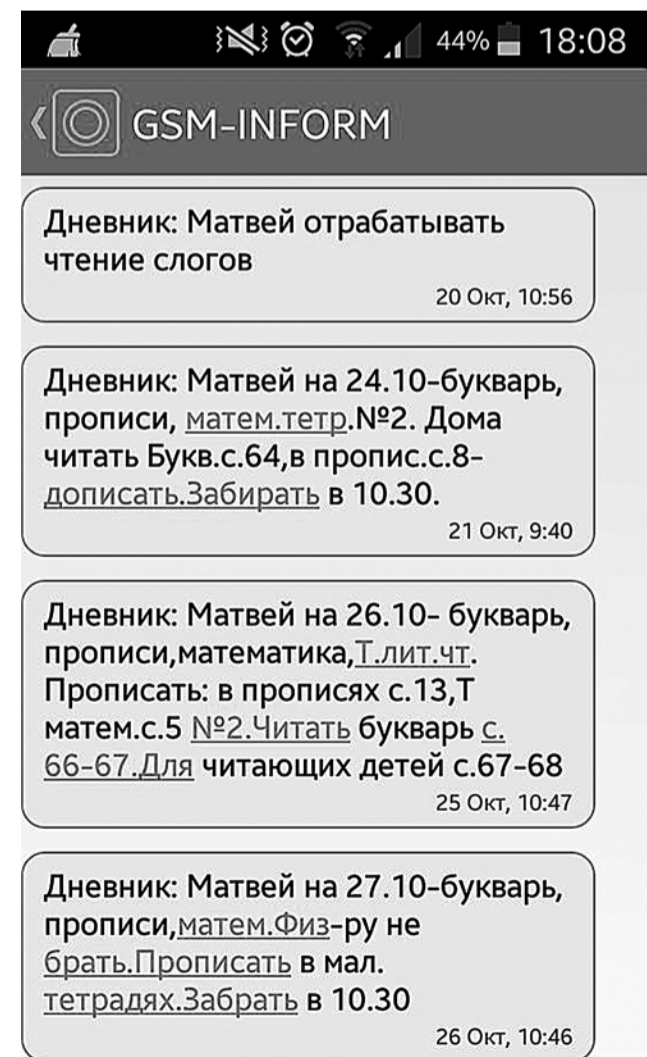 44% 18:08
GSM-INFORM
Дневник: Матвей отрабатывать
чтение слогов
20 Окт, 10:56
Дневник: Матвей на 24.10-букварь,
прописи, матем.тетр.№2. Дома
читать Букв.с.64,в пропис.с.8-
дописать.Забирать в 10.30.
21 Окт, 9:40
Дневник: Матвей на 26.10- букварь,
прописи,математика,Т.лит.чт.
Прописать: в прописях с.13,Т
матем.с.5 №2.Читать букварь с.
66-67.Для читающих детей с.67-68
25 Окт, 10:47
Дневник: Матвей на 27.10-букварь,
прописи,матем.Физ-ру не
брать.Прописать в мал.
тетрадях.Забрать в 10.30
26 Окт, 10:46